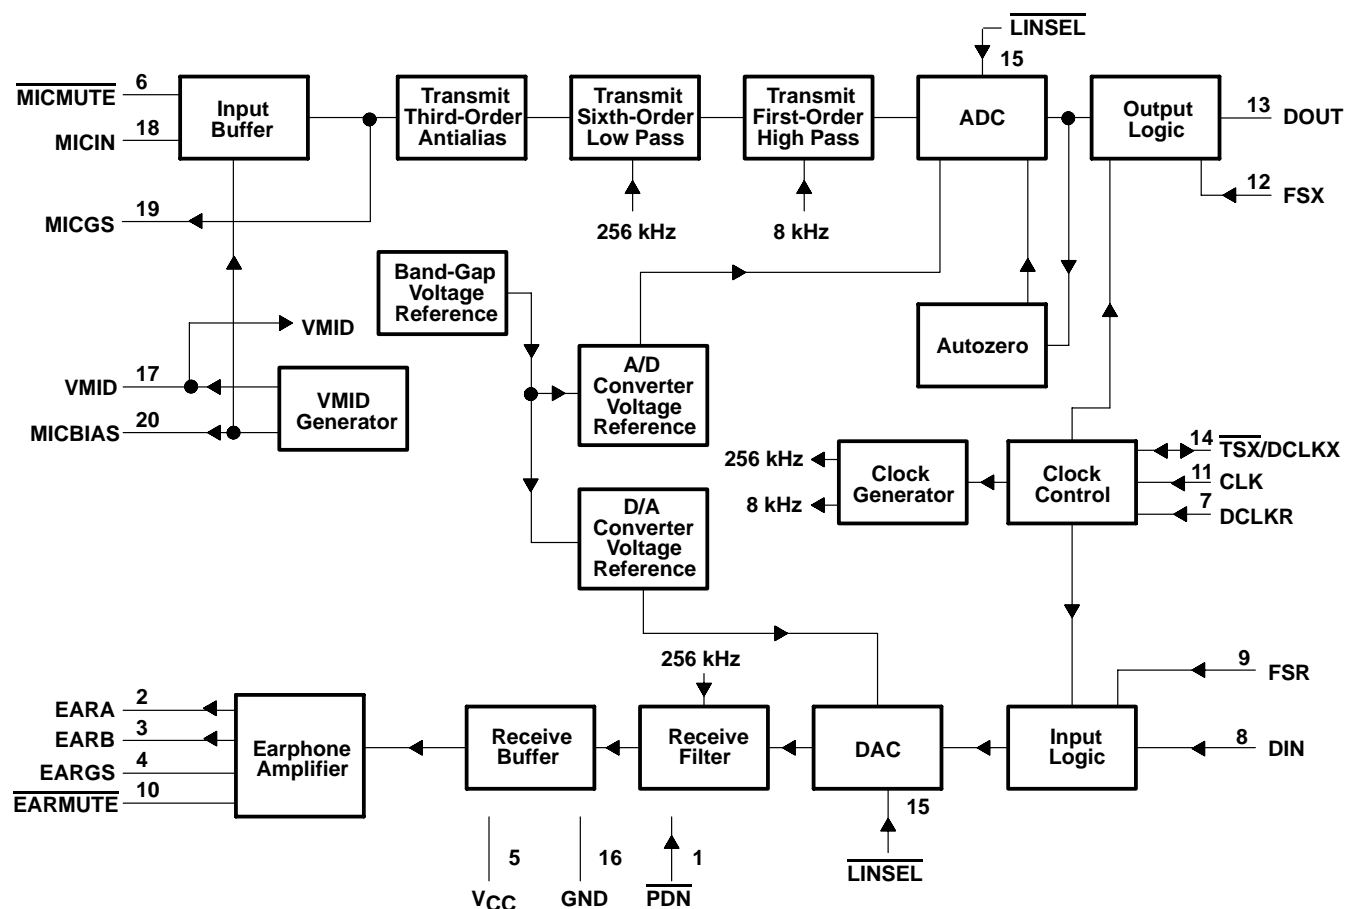 LINSEL
15
MICMUTE
6
Input
Buffer
Transmit
Third-Order
Antialias
Transmit
Sixth-Order
Low Pass
Transmit
First-Order
High Pass
ADC
Output
Logic
13
DOUT
MICIN
18
12
FSX
MICGS
19
256 kHz
8 kHz
Band-Gap
Voltage
Reference
VMID
Autozero
VMID
17
VMID
Generator
A/D
Converter
Voltage
Reference
MICBIAS
20
256 kHz
8 kHz
Clock
Generator
Clock
Control
14
TSX/DCLKX
11
CLK
7
DCLKR
D/A
Converter
Voltage
Reference
256 kHz
9
FSR
EARA
2
EARB
3
EARGS
4
EARMUTE
10
Earphone
Amplifier
Receive
Buffer
Receive
Filter
DAC
Input
Logic
8
DIN
15
LINSEL
5
VCC
16
GND
1
PDN